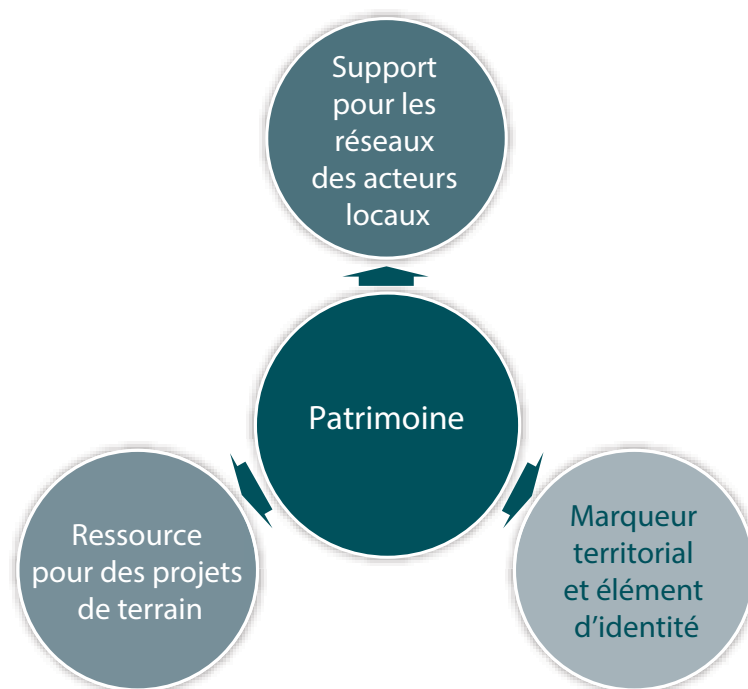 Support
pour les
réseaux
des acteurs
locaux
Patrimoine
Ressource
pour des projets
de terrain
Marqueur
territorial
et élément
d’identité